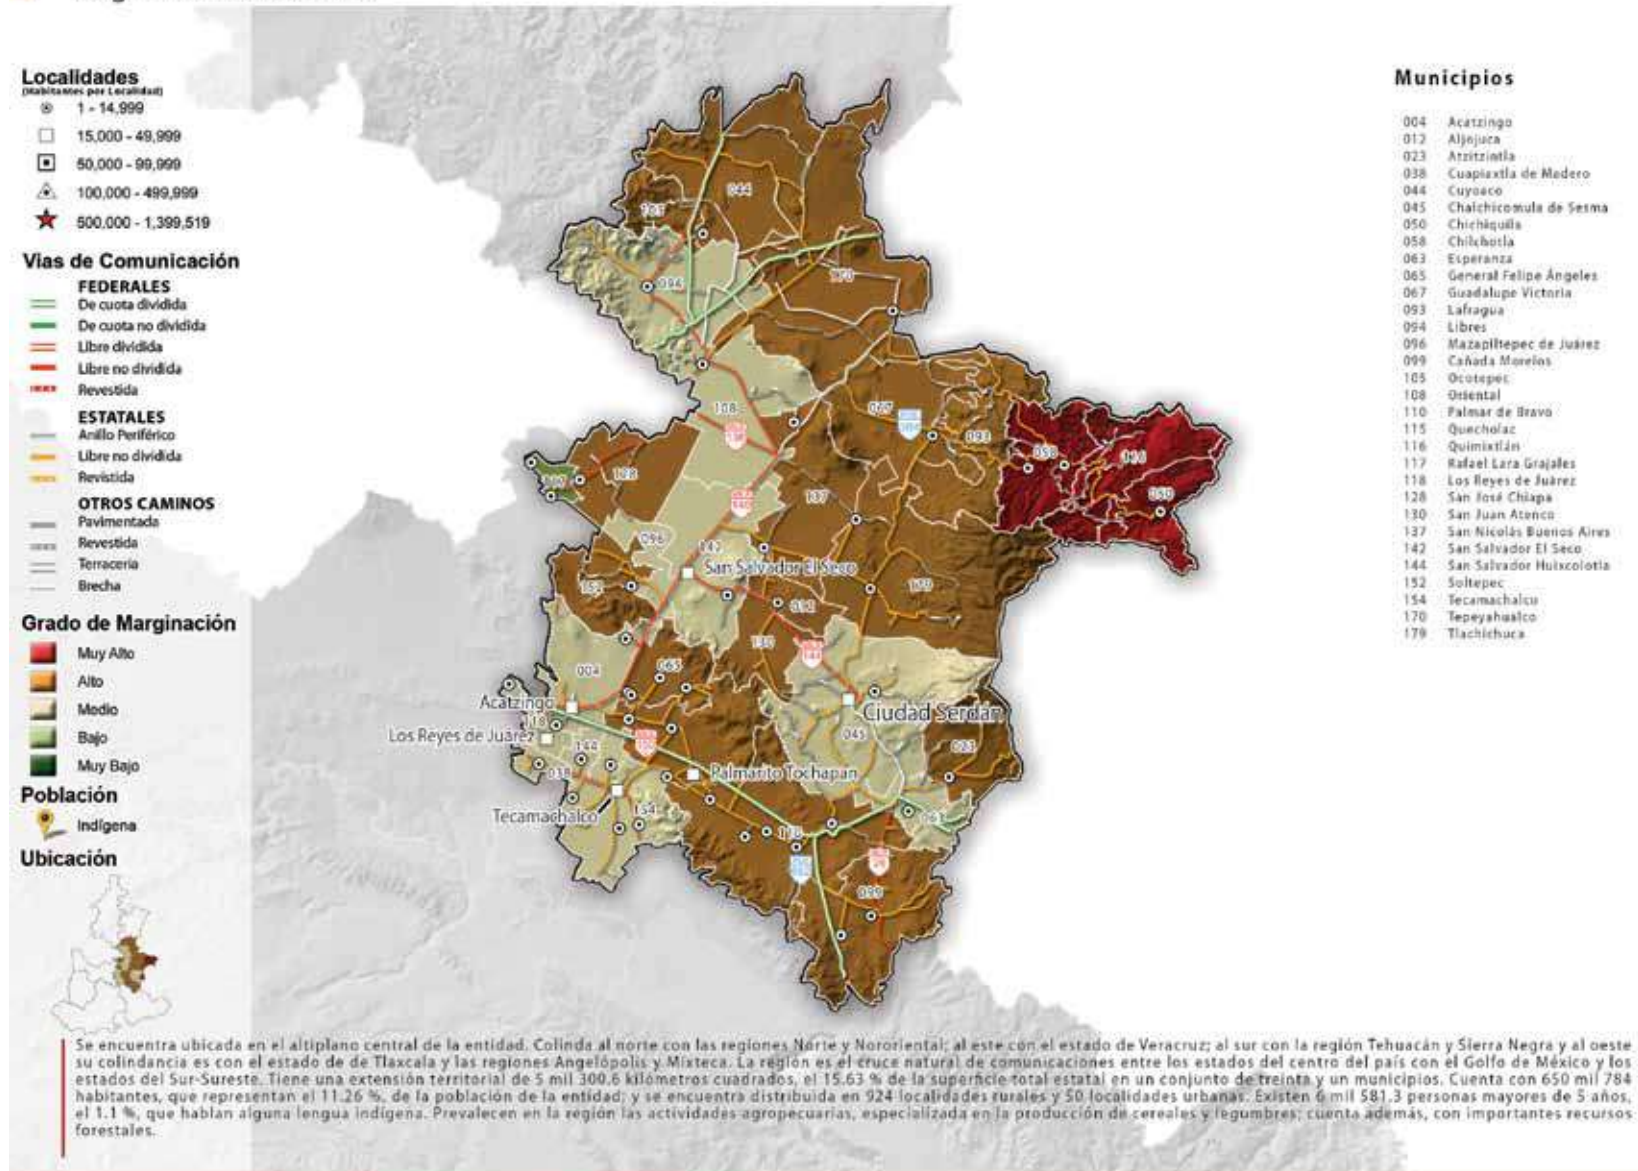 Localidades
(Habitantes por Localidad)
1 - 14,999
15,000 - 49,999
50,000 - 99,999
100,000 - 499,999
500,000 - 1,399,519
Vias de Comunicación
FEDERALES
De cuota dividida
De cuota no dividida
Libre dividida
Libre no dividida
Revestida
ESTATALES
Anillo Periférico
Libre no dividida
Revistida
OTROS CAMINOS
Pavimentada
Revestida
Terraceria
Brecha
Grado de Marginación
Muy Alto
Alto
Medio
Bajo
Muy Bajo
Población
Indígena
Ubicación
044
105
094
170
108
067
093
058
116
050
117
128
137
096
142
San Salvador El Seco
152
012
179
130
004
065
Acatzingo
118
Los Reyes de Juárez
Ciudad Serdán
045
023
144
038
Palmarito Tochapan
Tecamachalco
154
063
110
099
Municipios
004 Acatzingo
012 Aljojuca
023 Atzitzintla
038 Cuapiaxtla de Madero
044 Cuyoaco
045 Chalchicomula de Sesma
050 Chichiquila
058 Chilchotla
063 Esperanza
065 General Felipe Ángeles
067 Guadalupe Victoria
093 Lafragua
094 Libres
096 Mazapiltepec de Juárez
099 Cañada Morelos
105 Ocotepec
108 Oriental
110 Palmar de Bravo
115 Quecholac
116 Quimixtlán
117 Rafael Lara Grajales
118 Los Reyes de Juárez
128 San José Chiapa
130 San Juan Atenco
137 San Nicolás Buenos Aires
142 San Salvador El Seco
144 San Salvador Huixcolotla
152 Soltepec
154 Tecamachalco
170 Tepeyahualco
179 Tlachichuca
Se encuentra ubicada en el altiplano central de la entidad. Colinda al norte con las regiones Norte y Nororiental; al este con el estado de Veracruz; al sur con la región Tehuacán y Sierra Negra y al oeste
su colindancia es con el estado de de Tlaxcala y las regiones Angelópolis y Mixteca. La región es el cruce natural de comunicaciones entre los estados del centro del país con el Golfo de México y los
estados del Sur-Sureste. Tiene una extensión territorial de 5 mil 300.6 kilómetros cuadrados, el 15.63 % de la superficie total estatal en un conjunto de treinta y un municipios. Cuenta con 650 mil 784
habitantes, que representan el 11.26 %, de la población de la entidad; y se encuentra distribuida en 924 localidades rurales y 50 localidades urbanas. Existen 6 mil 581.3 personas mayores de 5 años,
el 1.1 %, que hablan alguna lengua indígena. Prevalecen en la región las actividades agropecuarias, especializada en la producción de cereales y legumbres; cuenta además, con importantes recursos
forestales.